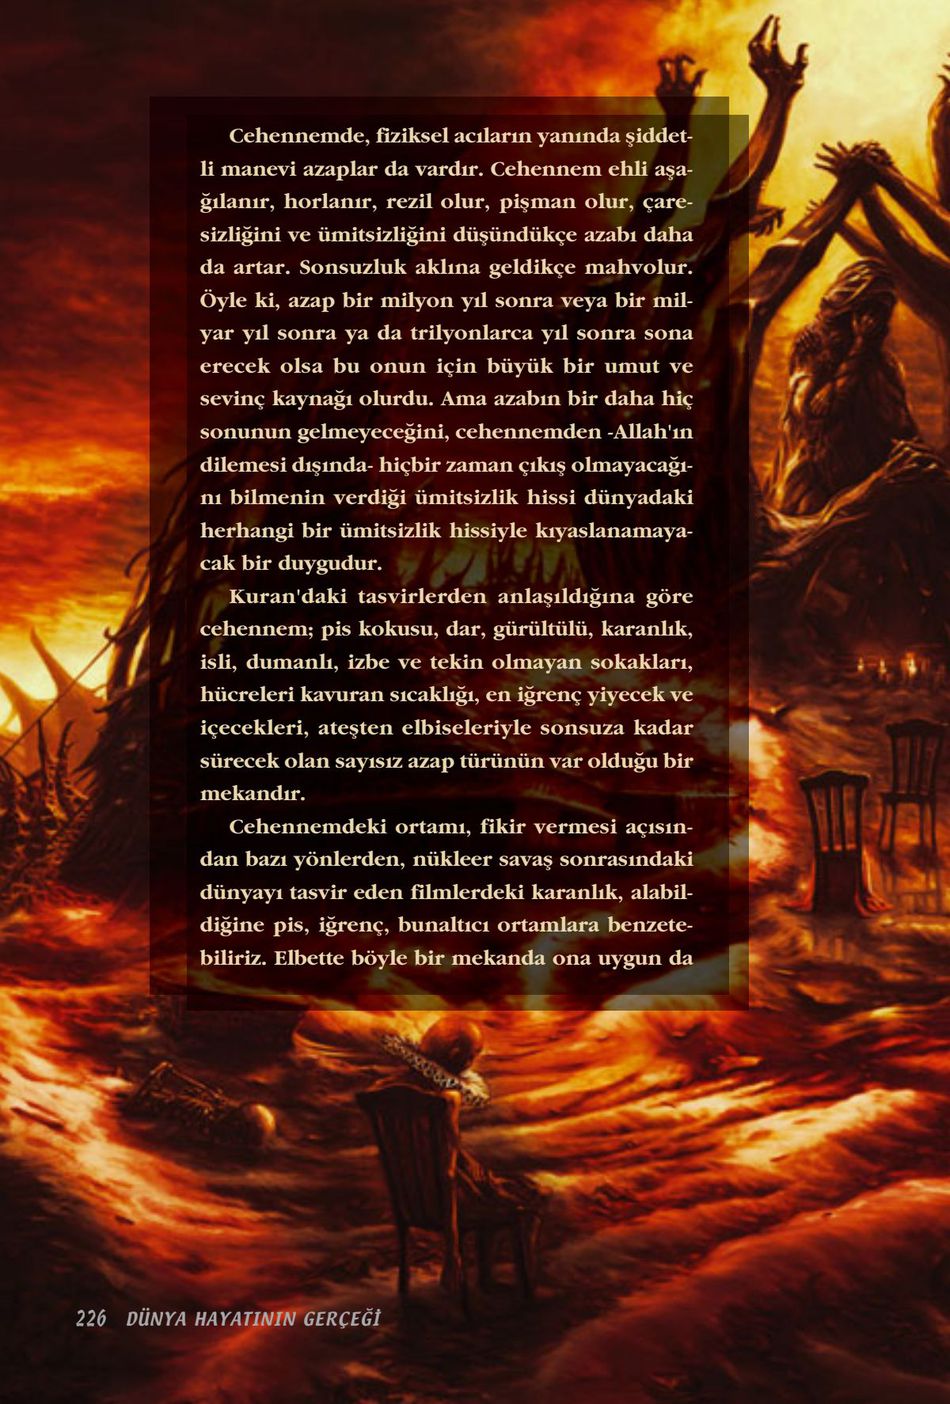 Cehennemde, fiziksel acıların yanında şiddet-
li manevi azaplar da vardır. Cehennem ehli aşa-
ğılanır, horlanır, rezil olur, pişman olur, çare-
sizliğini ve ümitsizliğini düşündükçe azabı daha
da artar. Sonsuzluk aklına geldikçe mahvolur.
Öyle ki, azap bir milyon yıl sonra veya bir mil-
yar yıl sonra ya da trilyonlarca yıl sonra sona
erecek olsa bu onun için büyük bir umut ve
sevinç kaynağı olurdu. Ama azabın bir daha hiç
sonunun gelmeyeceğini, cehennemden -Allah'ın
dilemesi dışında- hiçbir zaman çıkış olmayacağı-
nı bilmenin verdiği ümitsizlik hissi dünyadaki
herhangi bir ümitsizlik hissiyle kıyaslanamaya-
cak bir duygudur.
Kuran'daki tasvirlerden anlaşıldığına göre
cehennem; pis kokusu, dar, gürültülü, karanlık,
isli, dumanlı, izbe ve tekin olmayan sokakları,
hücreleri kavuran sıcaklığı, en iğrenç yiyecek ve
içecekleri, ateşten elbiseleriyle sonsuza kadar
sürecek olan sayısız azap türünün var olduğu bir
mekandır.
Cehennemdeki ortamı, fikir vermesi açısın-
dan bazı yönlerden, nükleer savaş sonrasındaki
dünyayı tasvir eden filmlerdeki karanlık, alabil-
diğine pis, iğrenç, bunaltıcı ortamlara benzete-
biliriz. Elbette böyle bir mekanda ona uygun da
226 DÜNYA HAYATININ GERÇEĞİ